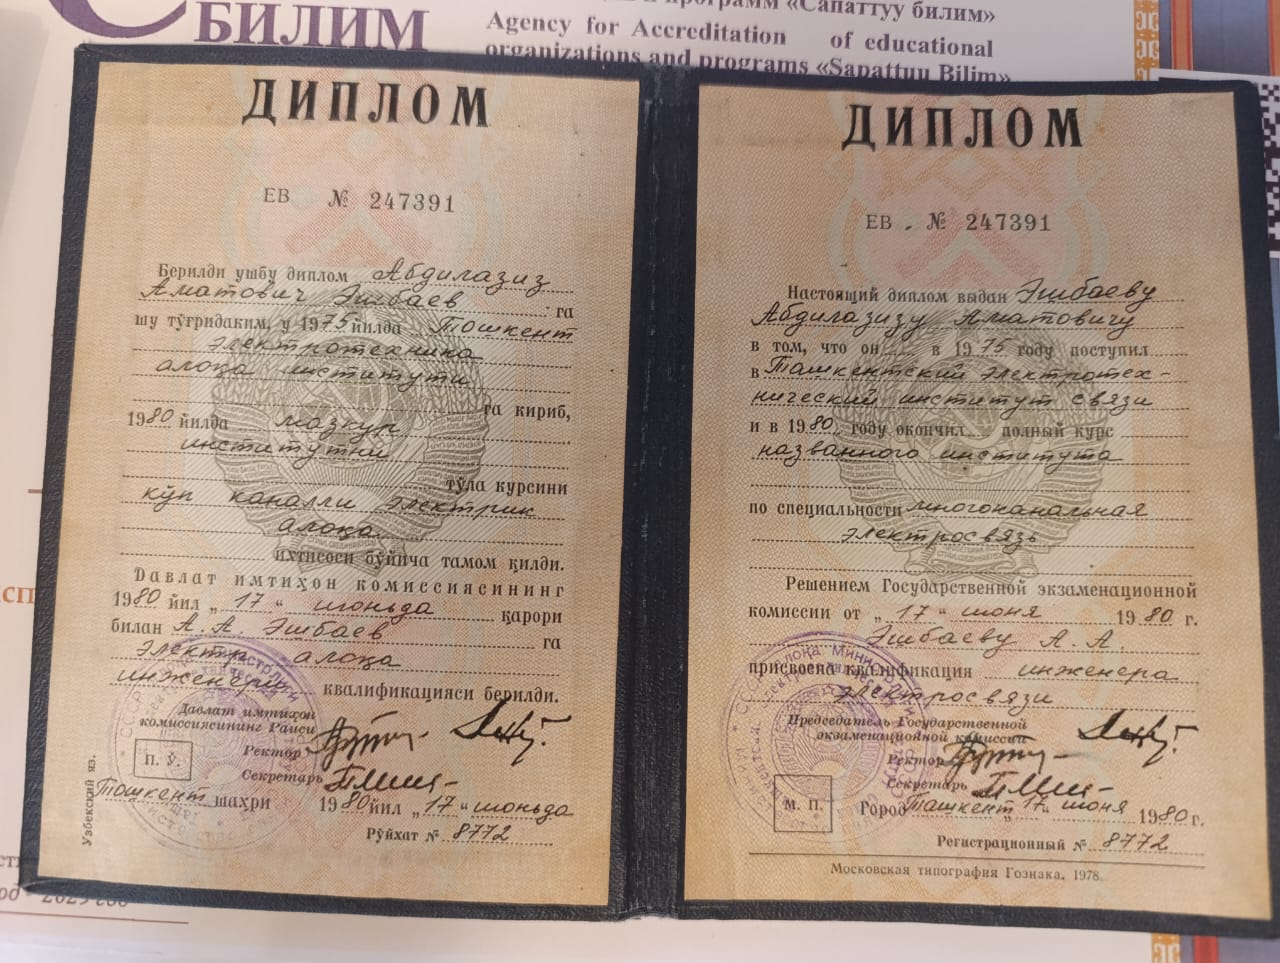 БИЛИМ
программ «Сапаттуу билим»
Agency for Accreditation of educational
organizations and programs «Sapattuu Bilim»
ДИПЛОМ
ЕВ № 247391
Берилди ушбу диплом Абдилазиз
Аматович Эшбаев га
шу тўғридаким, у 1975 йилда Тошкент
электротехника
алоқа институти
га кириб,
1980 йилда мазкур
институтни
тўла курсини
кўп каналли электрик
алоқа
ихтисоси бўйича тамом қилди.
Давлат имтиҳон комиссиясининг
1980 йил „17“ июньда қарори
билан А. А. Эшбаев га
электр алоқа
инженери квалификацияси берилди.
Давлат имтиҳон
комиссиясининг Раиси
Ректор
Секретарь
П. Ў.
Тошкент шаҳри 1980 йил „17“ июньда
Рўйхат № 8772
Узбекский яз.
ДИПЛОМ
ЕВ № 247391
Настоящий диплом выдан Эшбаеву
Абдилазизу Аматовичу
в том, что он в 1975 году поступил
в Ташкентский электротех-
нический институт связи
и в 1980 году окончил полный курс
названного института
по специальности многоканальная
электросвязь
Решением Государственной экзаменационной
комиссии от „17“ июня 1980 г.
Эшбаеву А. А.
присвоена квалификация инженера
электросвязи
Председатель Государственной
экзаменационной комиссии
Ректор
Секретарь
М. П.
Город Ташкент 17 июня 1980 г.
Регистрационный № 8772
Московская типография Гознака. 1978.